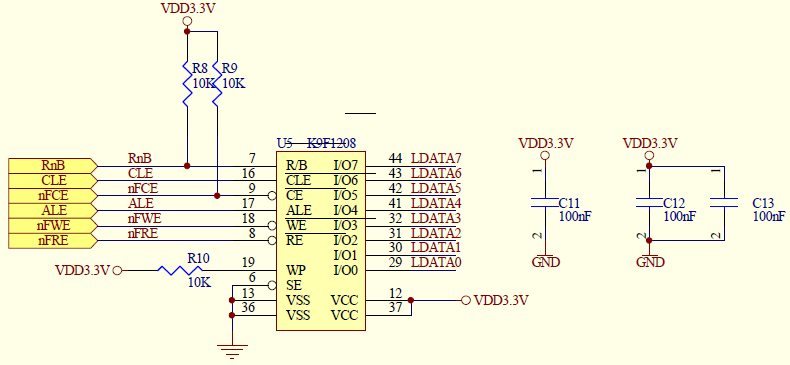 VDD3.3V
R8 R9
10K 10K
U5 K9F1208
RnB RnB 7 R/B I/O7 44 LDATA7
CLE CLE 16 CLE I/O6 43 LDATA6
nFCE nFCE 9 CE I/O5 42 LDATA5
ALE ALE 17 ALE I/O4 41 LDATA4
nFWE nFWE 18 WE I/O3 32 LDATA3
nFRE nFRE 8 RE I/O2 31 LDATA2
I/O1 30 LDATA1
VDD3.3V R10 10K 19 WP I/O0 29 LDATA0
6 SE
13 VSS VCC 12 VDD3.3V
36 VSS VCC 37
VDD3.3V
1
C11
100nF
2
GND
VDD3.3V
1 1
C12 C13
100nF 100nF
2 2
GND